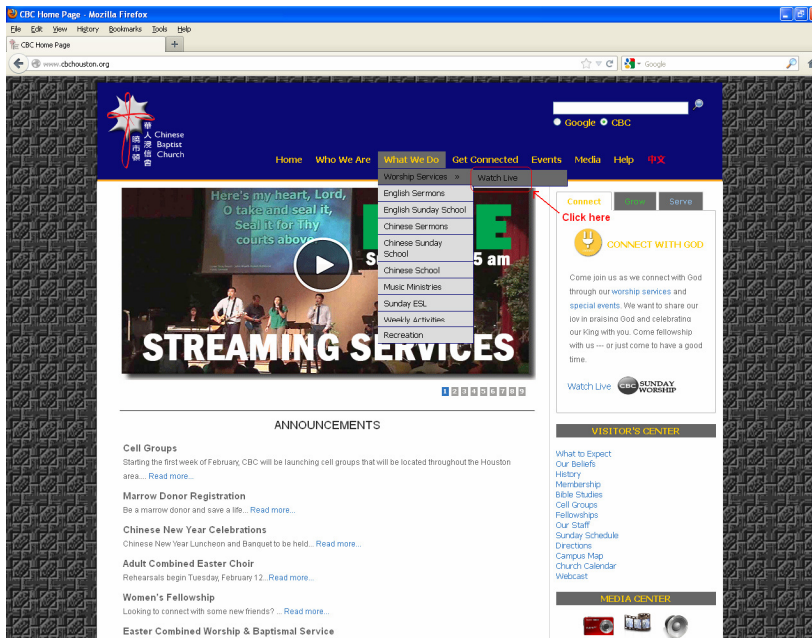 CBC Home Page - Mozilla Firefox
File Edit View History Bookmarks Tools Help
CBC Home Page
www.cbchouston.org
Google
華人浸信會
曉市頓
Chinese
Baptist
Church
Google CBC
Home Who We Are What We Do Get Connected Events Media Help 中文
Worship Services »
Watch Live
English Sermons
English Sunday School
Chinese Sermons
Chinese Sunday
School
Chinese School
Music Ministries
Sunday ESL
Weekly Activities
Recreation
Click here
Here's my heart, Lord,
O take and seal it,
Seal it for Thy
courts above
E
S 5 am
STREAMING SERVICES
1 2 3 4 5 6 7 8 9
Connect Grow Serve
CONNECT WITH GOD
Come join us as we connect with God
through our worship services and
special events. We want to share our
joy in praising God and celebrating
our King with you. Come fellowship
with us --- or just come to have a good
time.
Watch Live CBC SUNDAY
WORSHIP
ANNOUNCEMENTS
Cell Groups
Starting the first week of February, CBC will be launching cell groups that will be located throughout the Houston
area.... Read more...
Marrow Donor Registration
Be a marrow donor and save a life... Read more...
Chinese New Year Celebrations
Chinese New Year Luncheon and Banquet to be held... Read more...
Adult Combined Easter Choir
Rehearsals begin Tuesday, February 12...Read more...
Women's Fellowship
Looking to connect with some new friends? ... Read more...
Easter Combined Worship & Baptismal Service
VISITOR'S CENTER
What to Expect
Our Beliefs
History
Membership
Bible Studies
Cell Groups
Fellowships
Our Staff
Sunday Schedule
Directions
Campus Map
Church Calendar
Webcast
MEDIA CENTER